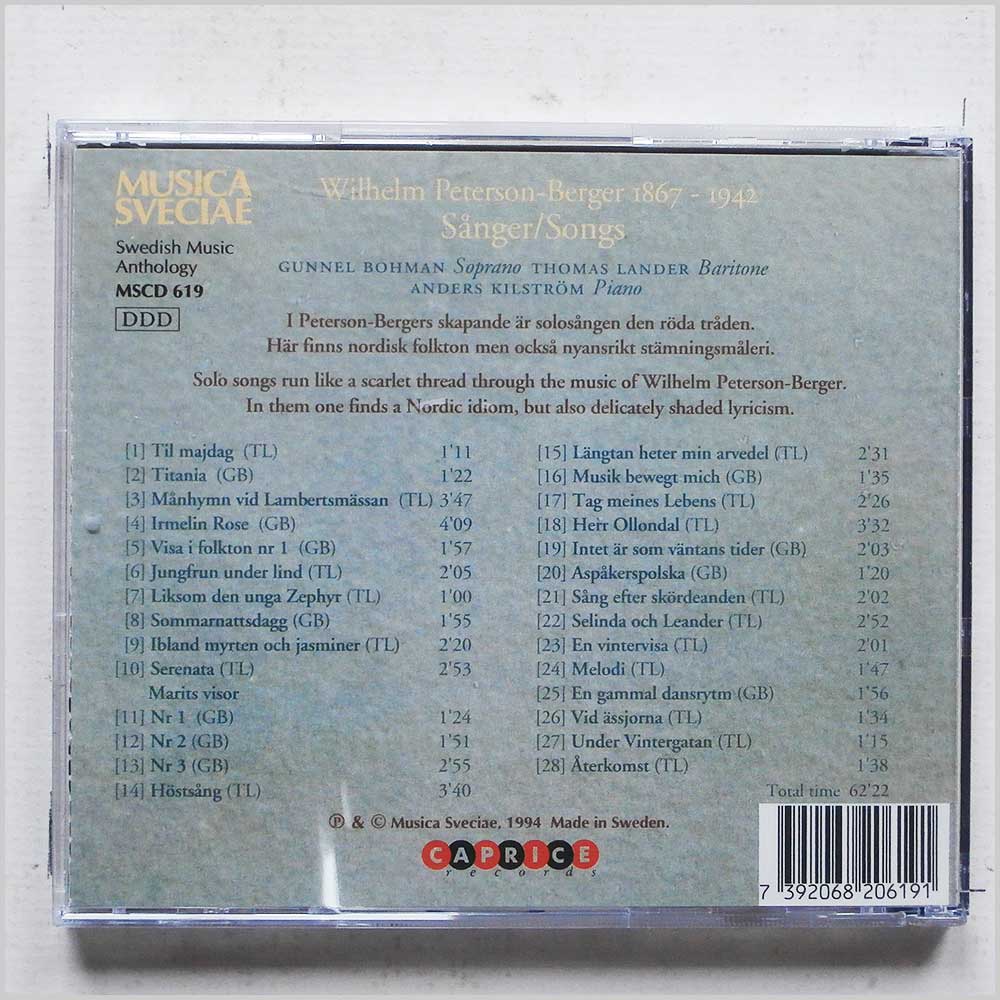 MUSICA
SVECIAE
Swedish Music
Anthology
MSCD 619
DDD
Wilhelm Peterson-Berger 1867 - 1942
Sånger/Songs
GUNNEL BOHMAN Soprano THOMAS LANDER Baritone
ANDERS KILSTRÖM Piano
I Peterson-Bergers skapande är solosången den röda tråden.
Här finns nordisk folkton men också nyansrikt stämningsmåleri.
Solo songs run like a scarlet thread through the music of Wilhelm Peterson-Berger.
In them one finds a Nordic idiom, but also delicately shaded lyricism.
[1] Til majdag (TL) 1'11
[2] Titania (GB) 1'22
[3] Månhymn vid Lambertsmässan (TL) 3'47
[4] Irmelin Rose (GB) 4'09
[5] Visa i folkton nr 1 (GB) 1'57
[6] Jungfrun under lind (TL) 2'05
[7] Liksom den unga Zephyr (TL) 1'00
[8] Sommarnattsdagg (GB) 1'55
[9] Ibland myrten och jasminer (TL) 2'20
[10] Serenata (TL) 2'53
Marits visor
[11] Nr 1 (GB) 1'24
[12] Nr 2 (GB) 1'51
[13] Nr 3 (GB) 2'55
[14] Höstsång (TL) 3'40
[15] Längtan heter min arvedel (TL) 2'31
[16] Musik bewegt mich (GB) 1'35
[17] Tag meines Lebens (TL) 2'26
[18] Herr Ollondal (TL) 3'32
[19] Intet är som väntans tider (GB) 2'03
[20] Aspåkerspolska (GB) 1'20
[21] Sång efter skördeanden (TL) 2'02
[22] Selinda och Leander (TL) 2'52
[23] En vintervisa (TL) 2'01
[24] Melodi (TL) 1'47
[25] En gammal dansrytm (GB) 1'56
[26] Vid ässjorna (TL) 1'34
[27] Under Vintergatan (TL) 1'15
[28] Återkomst (TL) 1'38
Total time 62'22
℗ & © Musica Sveciae, 1994 Made in Sweden.
CAPRICE
records
7 392068 206191